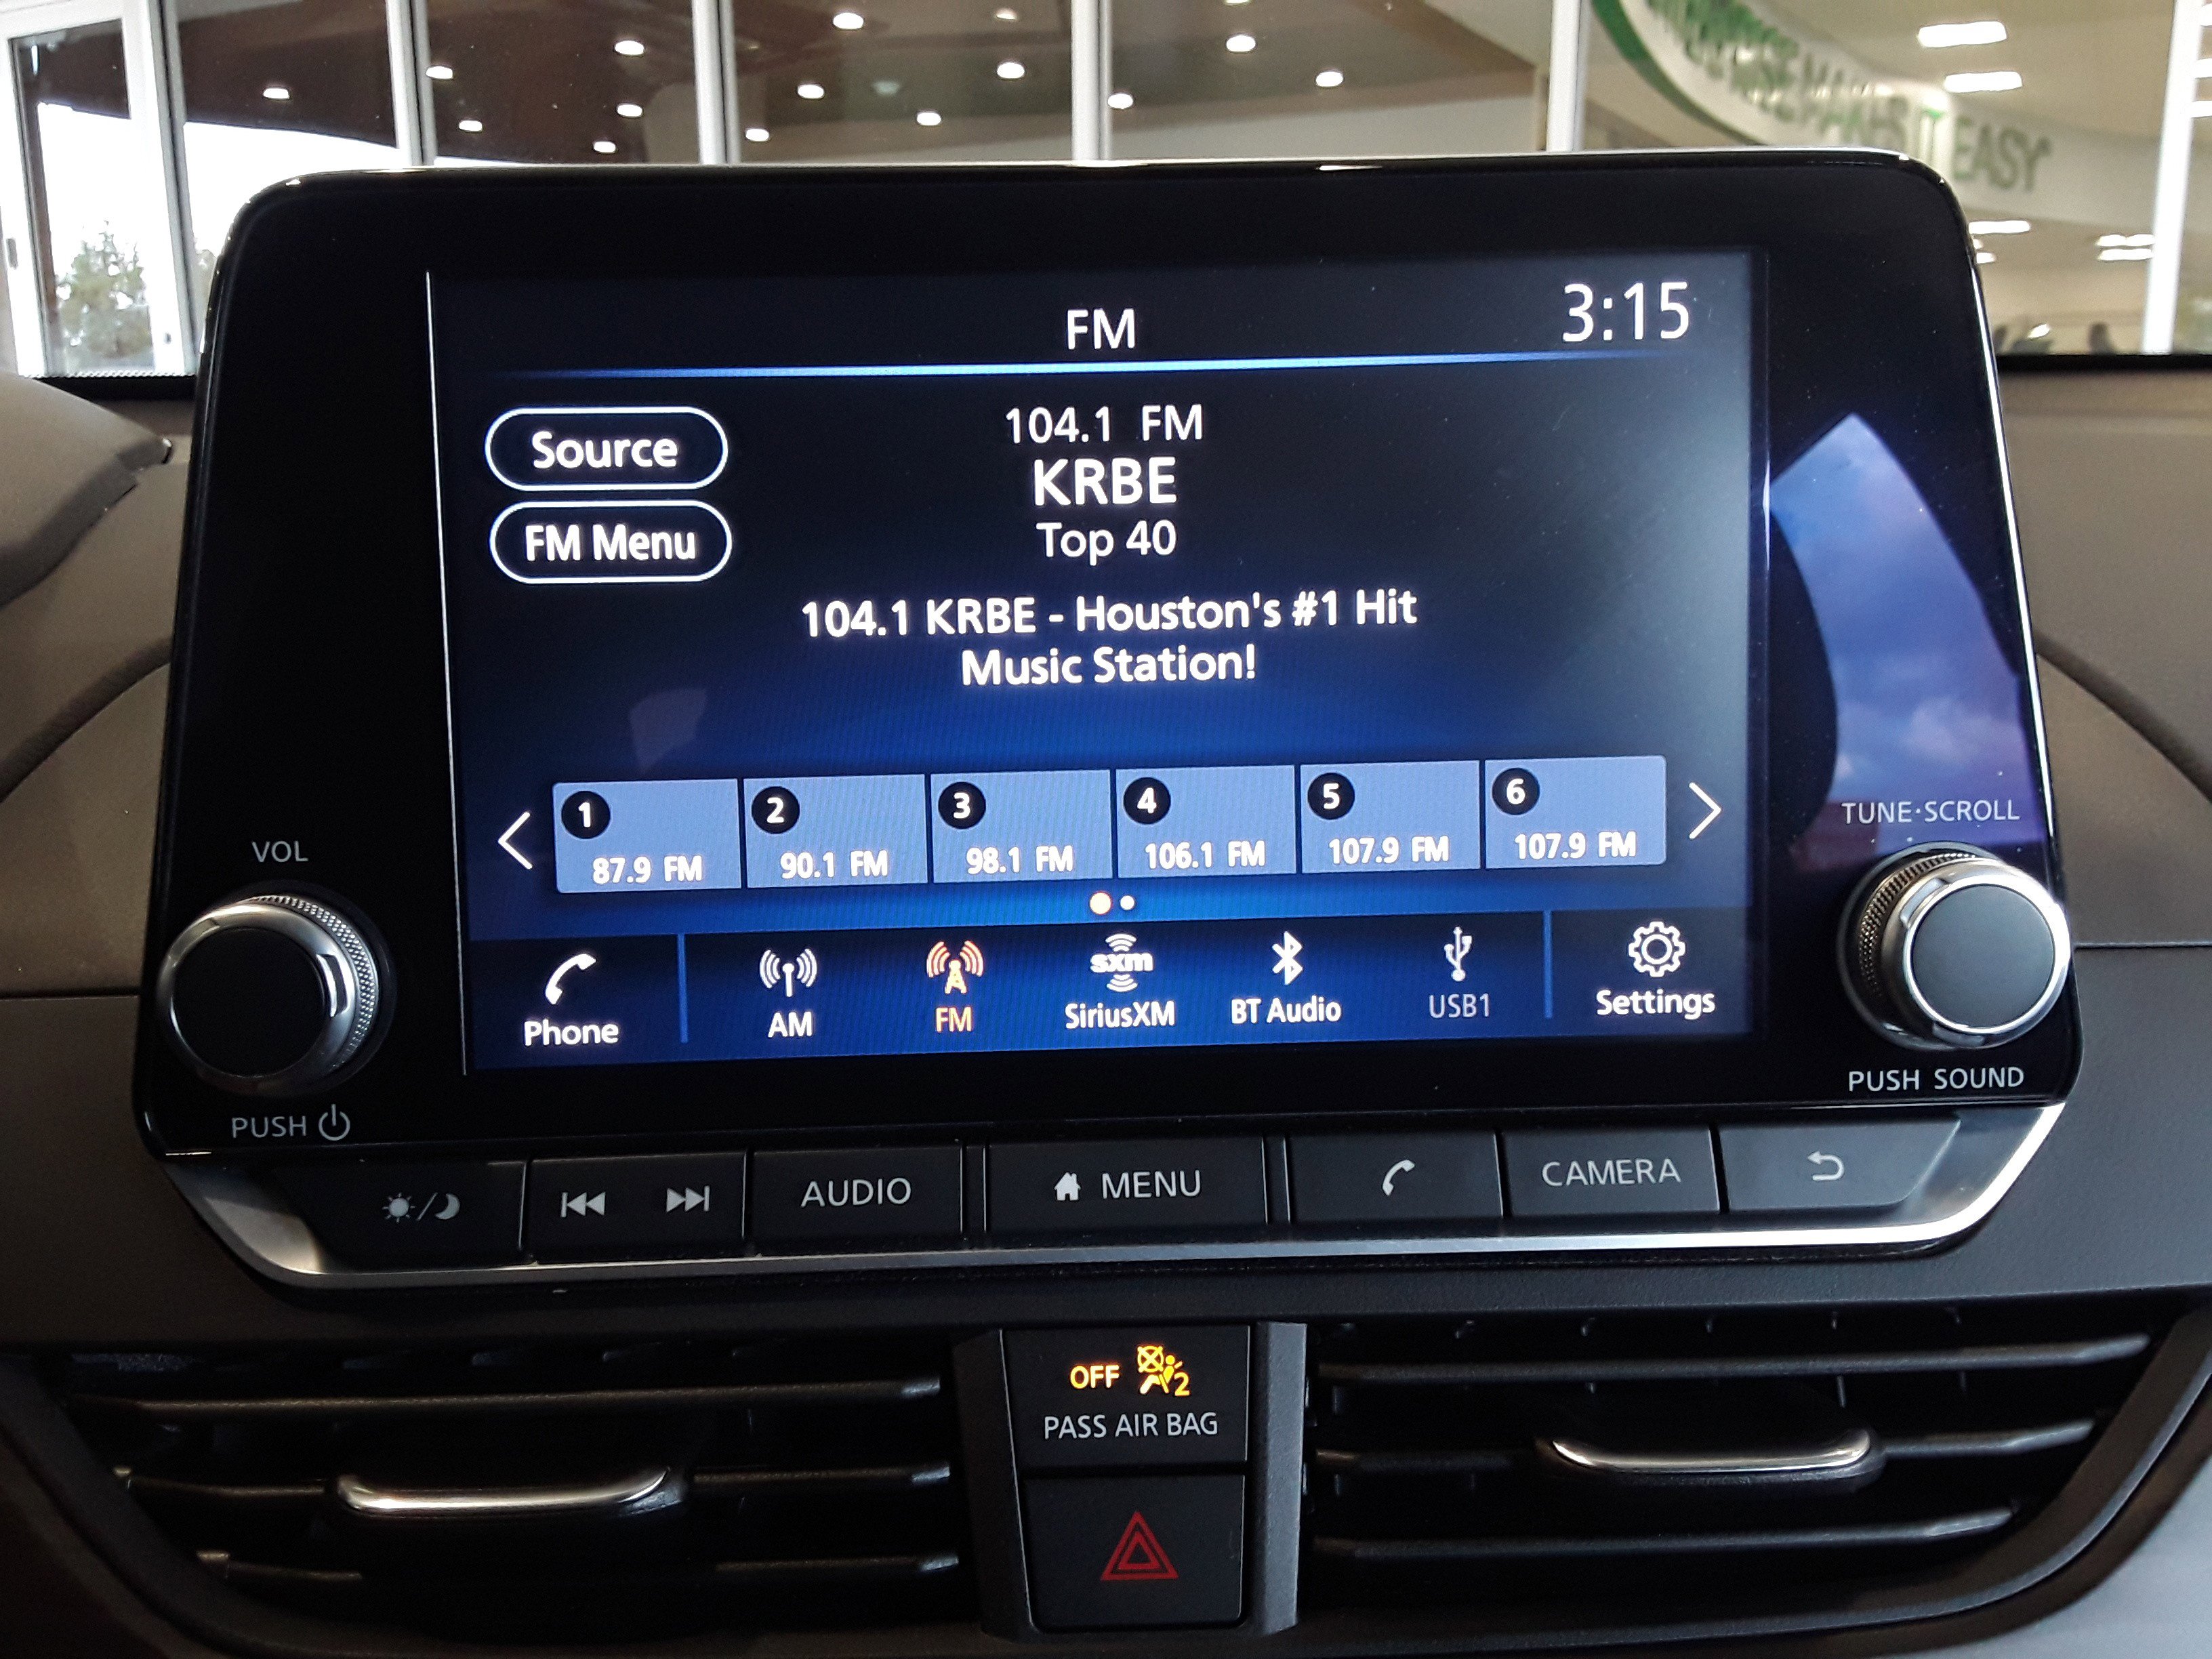 MAKES IT EASY
FM
3:15
Source
104.1 FM
KRBE
FM Menu
Top 40
104.1 KRBE - Houston's #1 Hit
Music Station!
1
2
3
4
5
6
87.9 FM
90.1 FM
98.1 FM
106.1 FM
107.9 FM
107.9 FM
VOL
TUNE·SCROLL
Phone
AM
FM
sxm
SiriusXM
BT Audio
USB1
Settings
PUSH
PUSH SOUND
AUDIO
MENU
CAMERA
OFF
2
PASS AIR BAG